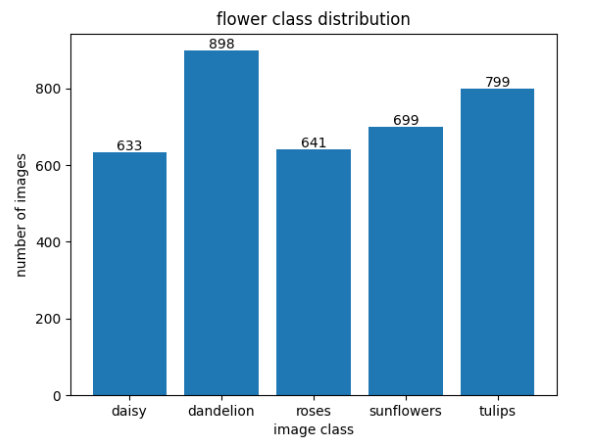 flower class distribution
898
799
699
641
633
800
600
400
200
0
number of images
daisy dandelion roses sunflowers tulips
image class